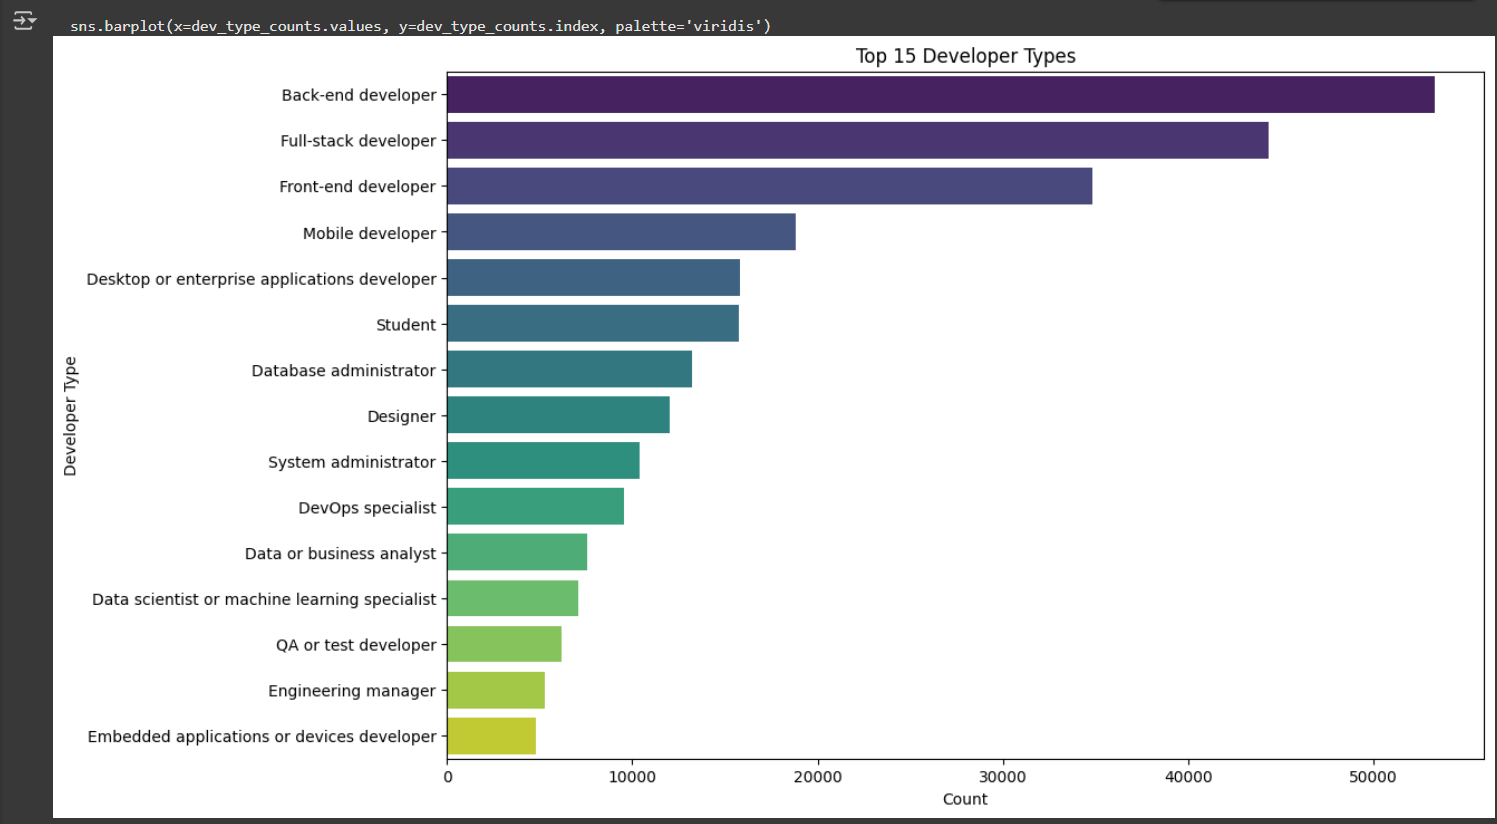 sns.barplot(x=dev_type_counts.values, y=dev_type_counts.index, palette='viridis')
Top 15 Developer Types
Back-end developer
Full-stack developer
Front-end developer
Mobile developer
Desktop or enterprise applications developer
Student
Database administrator
Designer
System administrator
DevOps specialist
Data or business analyst
Data scientist or machine learning specialist
QA or test developer
Engineering manager
Embedded applications or devices developer
Developer Type
0 10000 20000 30000 40000 50000
Count